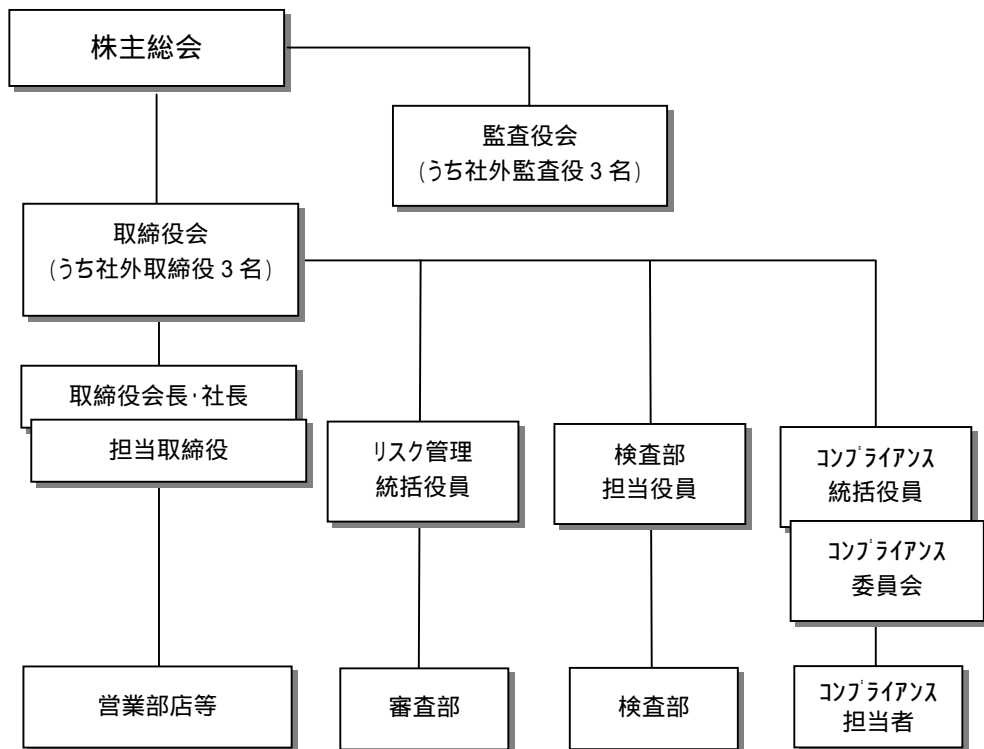 株主総会
監査役会
(うち社外監査役3名)
取締役会
(うち社外取締役3名)
取締役会長･社長
担当取締役
リスク管理
統括役員
検査部
担当役員
ｺﾝﾌﾟﾗｲｱﾝｽ
統括役員
ｺﾝﾌﾟﾗｲｱﾝｽ
委員会
営業部店等
審査部
検査部
ｺﾝﾌﾟﾗｲｱﾝｽ
担当者